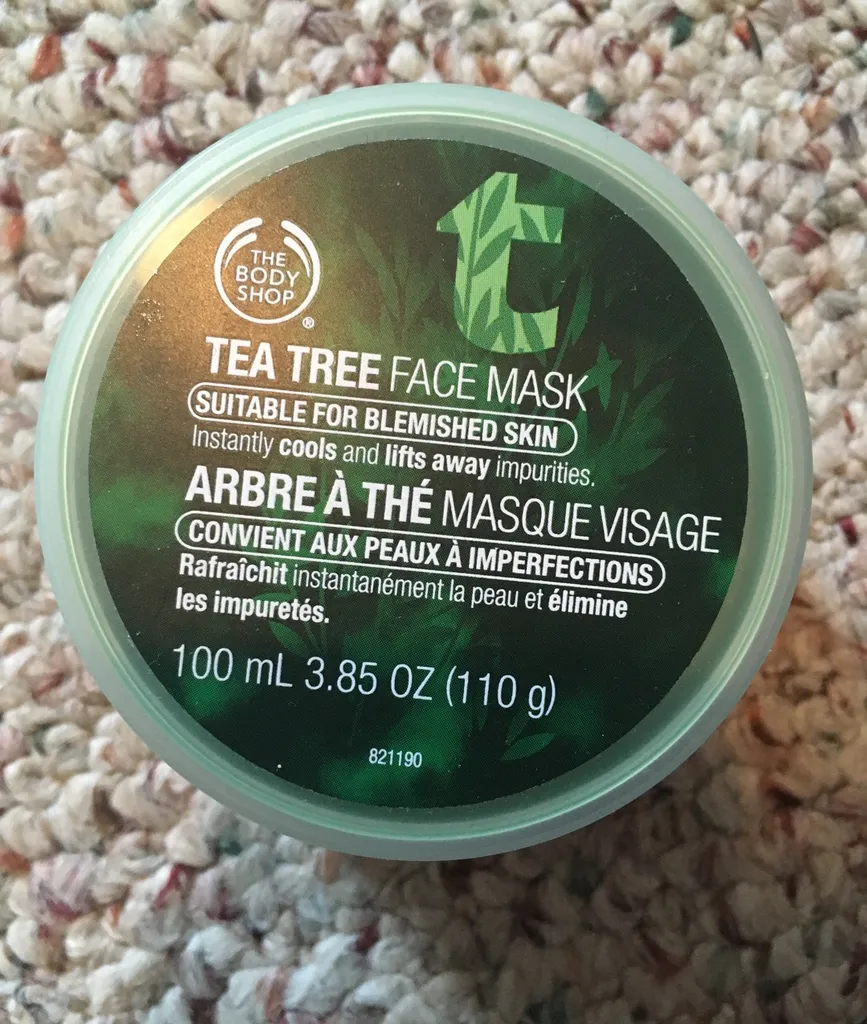 THE
BODY
SHOP
®
t
TEA TREE FACE MASK
SUITABLE FOR BLEMISHED SKIN
Instantly cools and lifts away impurities.
ARBRE À THÉ MASQUE VISAGE
CONVIENT AUX PEAUX À IMPERFECTIONS
Rafraîchit instantanément la peau et élimine
les impuretés.
100 mL 3.85 OZ (110 g)
821190